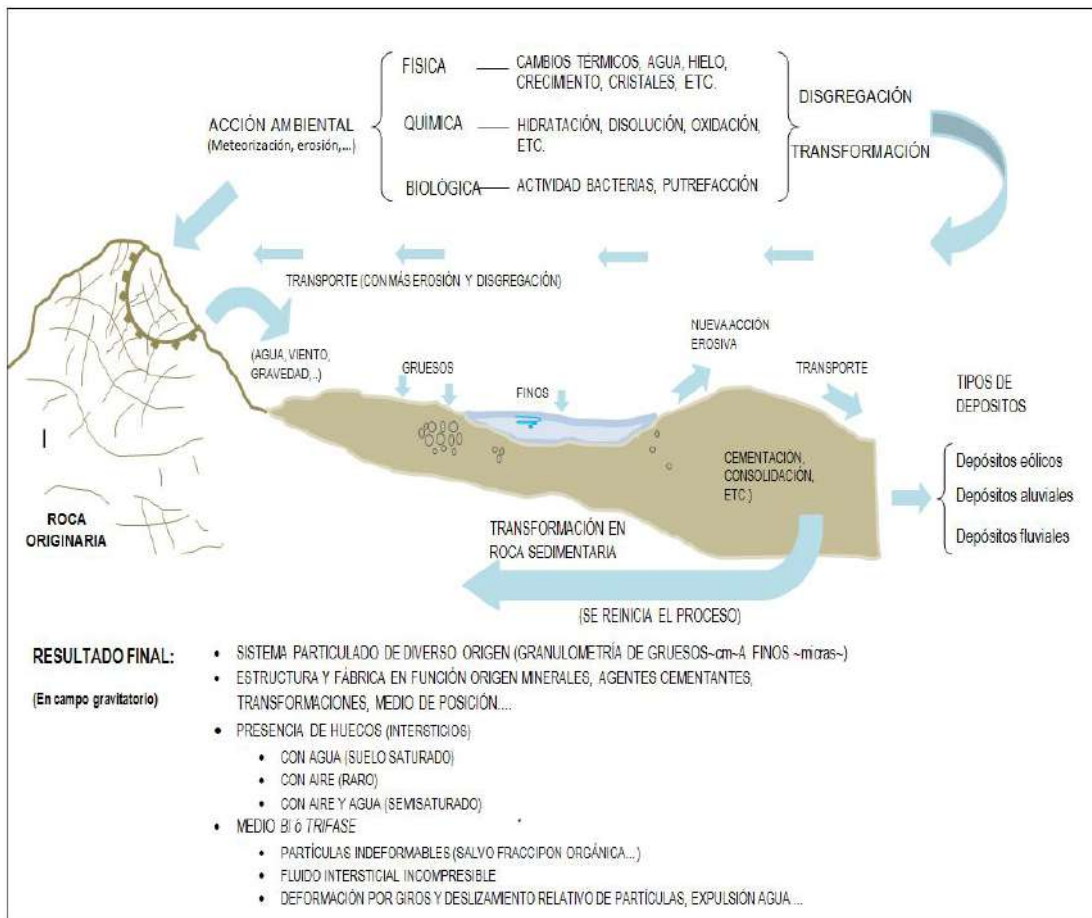 FISICA
CAMBIOS TÉRMICOS, AGUA, HIELO,
CRECIMIENTO, CRISTALES, ETC.
DISGREGACIÓN
ACCIÓN AMBIENTAL
(Meteorización, erosión,...)
QUIMICA
HIDRATACIÓN, DISOLUCIÓN, OXIDACIÓN,
ETC.
TRANSFORMACIÓN
BIOLÓGICA
ACTIVIDAD BACTERIAS, PUTREFACCIÓN
TRANSPORTE (CON MÁS EROSIÓN Y DISGREGACIÓN)
(AGUA, VIENTO,
GRAVEDAD,..)
GRUESOS
FINOS
NUEVA ACCIÓN
EROSIVA
TRANSPORTE
TIPOS DE
DEPOSITOS
CEMENTACIÓN,
CONSOLIDACIÓN,
ETC.)
Depósitos eólicos
Depósitos aluviales
Depósitos fluviales
ROCA
ORIGINARIA
TRANSFORMACIÓN EN
ROCA SEDIMENTARIA
(SE REINICIA EL PROCESO)
RESULTADO FINAL:
(En campo gravitatorio)
• SISTEMA PARTICULADO DE DIVERSO ORIGEN (GRANULOMETRÍA DE GRUESOS~cm~A FINOS ~micras~)
• ESTRUCTURA Y FÁBRICA EN FUNCIÓN ORIGEN MINERALES, AGENTES CEMENTANTES,
TRANSFORMACIONES, MEDIO DE POSICIÓN....
• PRESENCIA DE HUECOS (INTERSTICIOS)
• CON AGUA (SUELO SATURADO)
• CON AIRE (RARO)
• CON AIRE Y AGUA (SEMISATURADO)
• MEDIO BI ó TRIFASE
• PARTÍCULAS INDEFORMABLES (SALVO FRACCIPON ORGÁNICA...)
• FLUIDO INTERSTICIAL INCOMPRESIBLE
• DEFORMACIÓN POR GIROS Y DESLIZAMIENTO RELATIVO DE PARTÍCULAS, EXPULSIÓN AGUA ...